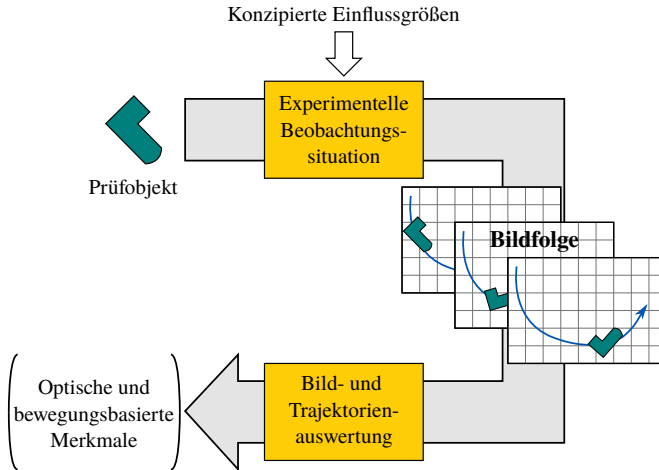 Konzipierte Einflussgrößen
Experimentelle
Beobachtungs-
situation
Prüfobjekt
Bildfolge
Optische und
bewegungsbasierte
Merkmale
Bild- und
Trajektorien-
auswertung